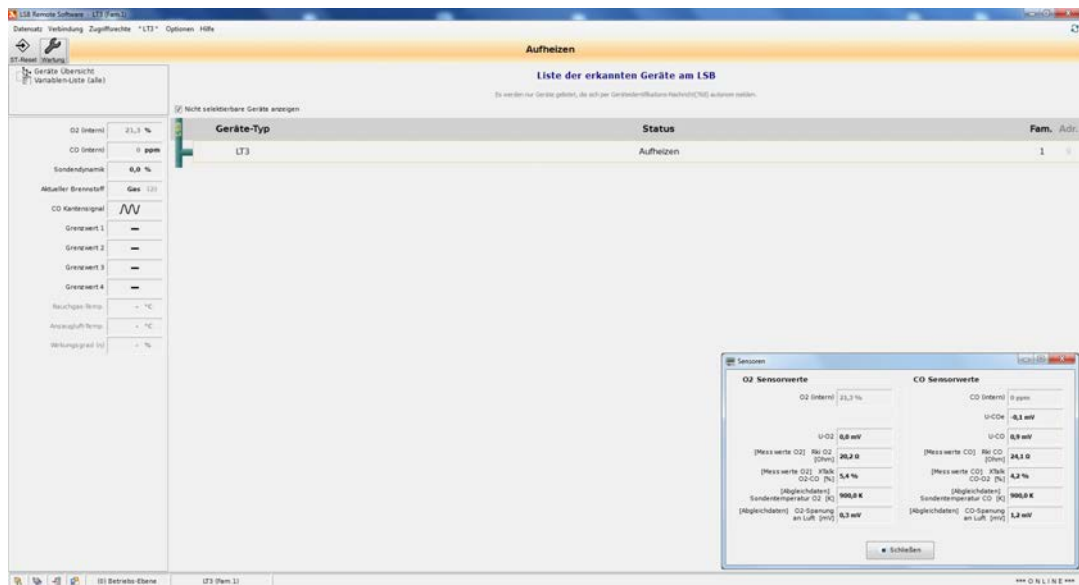 LSB Remote Software - LT3 (Fam.1)
Datensatz Verbindung Zugriffsrechte "LT3" Optionen Hilfe
ST-Reset Wartung
Aufheizen
Geräte Übersicht
Variablen-Liste (alle)
Liste der erkannten Geräte am LSB
Nicht selektierbare Geräte anzeigen
Geräte-Typ Status Fam. Adr.
LT3 Aufheizen 1
O2 (intern) 21,3 %
CO (intern) 0 ppm
Sondendynamik 0,0 %
Aktueller Brennstoff Gas (2)
CO Kantensignal
Grenzwert 1 —
Grenzwert 2 —
Grenzwert 3 —
Grenzwert 4 —
Rauchgas-Temp. - °C
Ansaugluft-Temp. - °C
Wirkungsgrad (n) - %
Sensoren
O2 Sensorwerte CO Sensorwerte
O2 (intern) 21,3 % CO (intern) 0 ppm
U-COe -0,1 mV
U-O2 0,0 mV U-CO 0,9 mV
[Messwerte O2] Rki O2 [Ohm] 20,2 Ω [Messwerte CO] Rki CO [Ohm] 24,1 Ω
[Messwerte O2] XTalk O2-CO [%] 5,4 % [Messwerte CO] XTalk CO-O2 [%] 4,2 %
[Abgleichdaten] Sondentemperatur O2 [K] 900,0 K [Abgleichdaten] Sondentemperatur CO [K] 900,0 K
[Abgleichdaten] O2-Spanung an Luft [mV] 0,3 mV [Abgleichdaten] CO-Spanung an Luft [mV] 1,2 mV
Schließen
(0) Betriebs-Ebene LT3 (Fam.1) *** O N L I N E ***